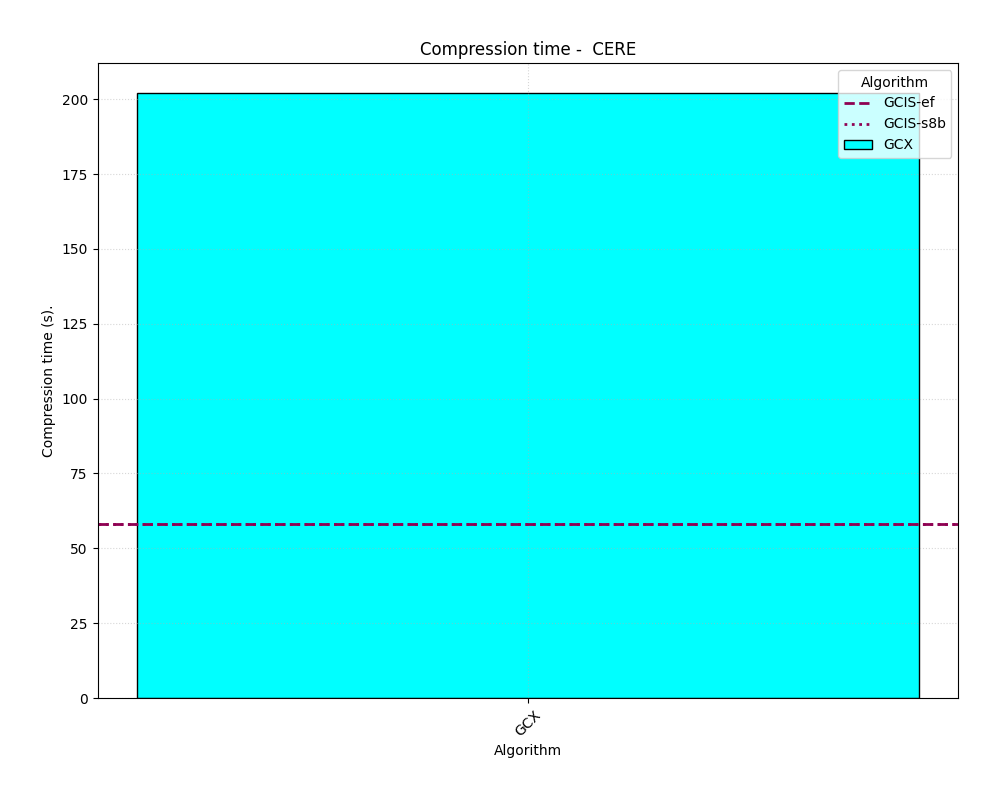 Compression time -  CERE
Algorithm
GCIS-ef
GCIS-s8b
GCX
Compression time (s).
200
175
150
125
100
75
50
25
0
GCX
Algorithm